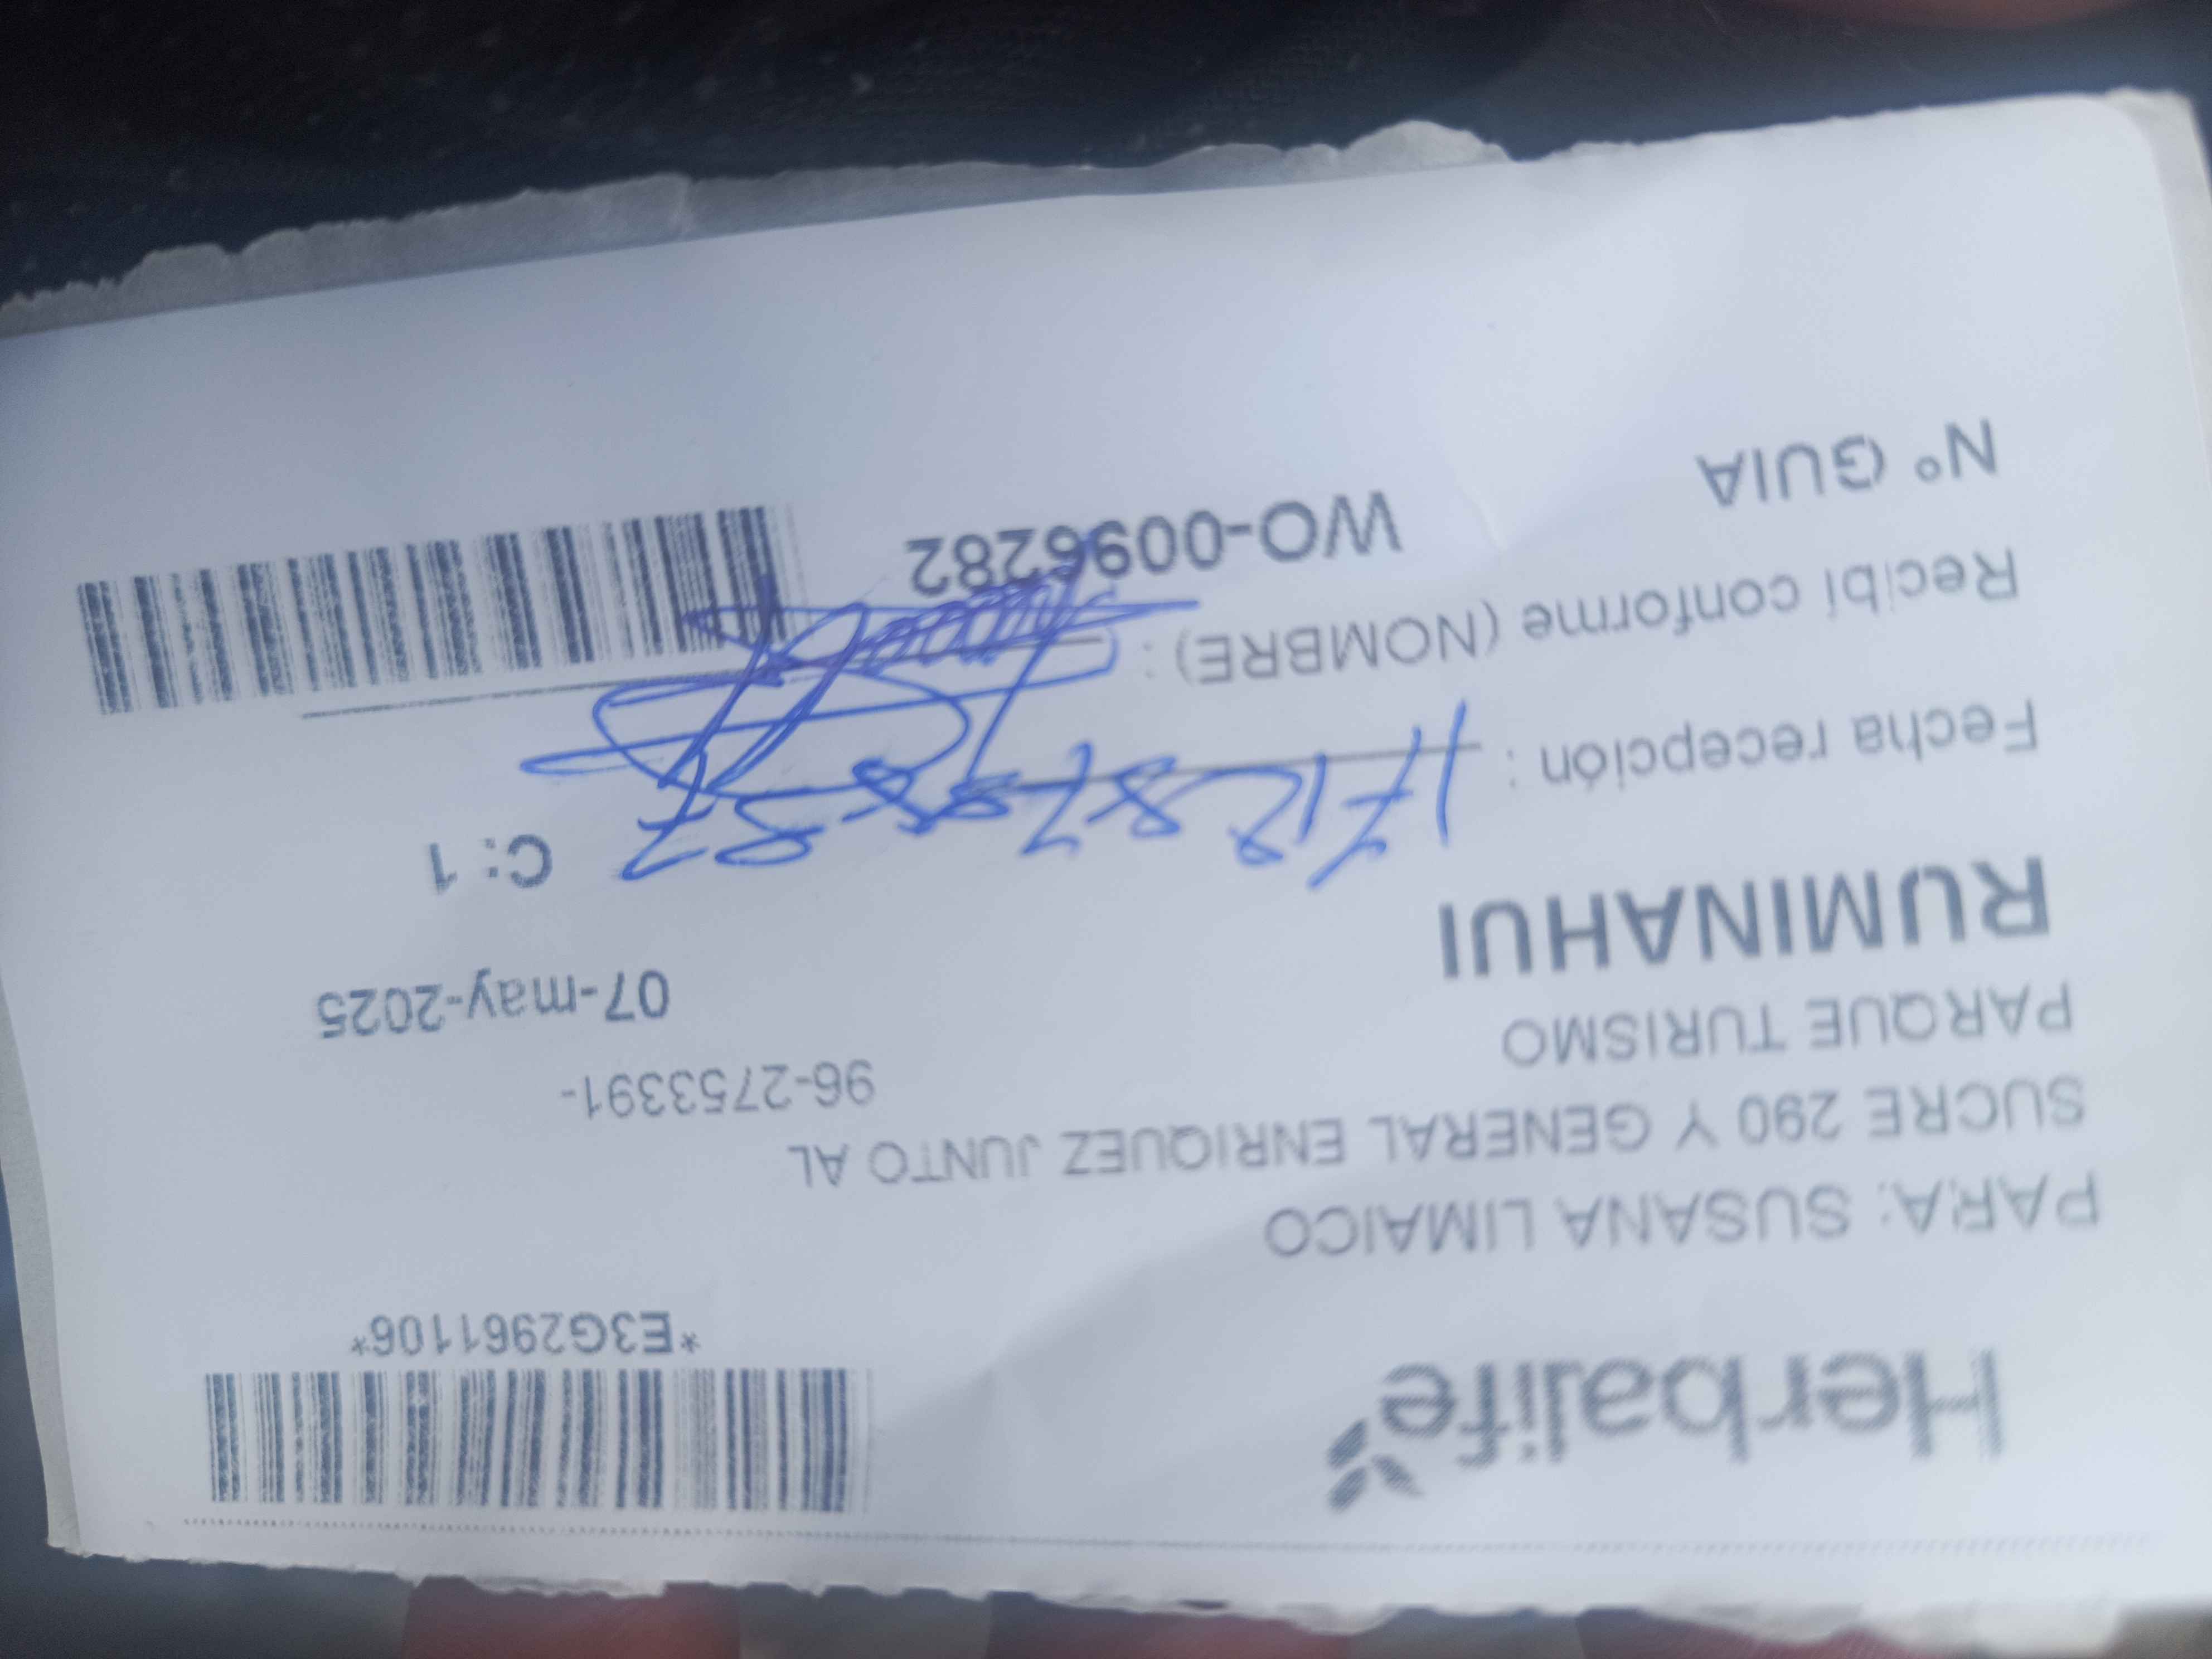 Herbalife
*E3G2961106*
PARA: SUSANA LIMAICO
SUCRE 290 Y GENERAL ENRIQUEZ JUNTO AL
PARQUE TURISMO
96-2753391-
RUMINAHUI
07-may-2025
C: 1
Fecha recepción :
Recibí conforme (NOMBRE) :
N° GUIA
WO-0096282